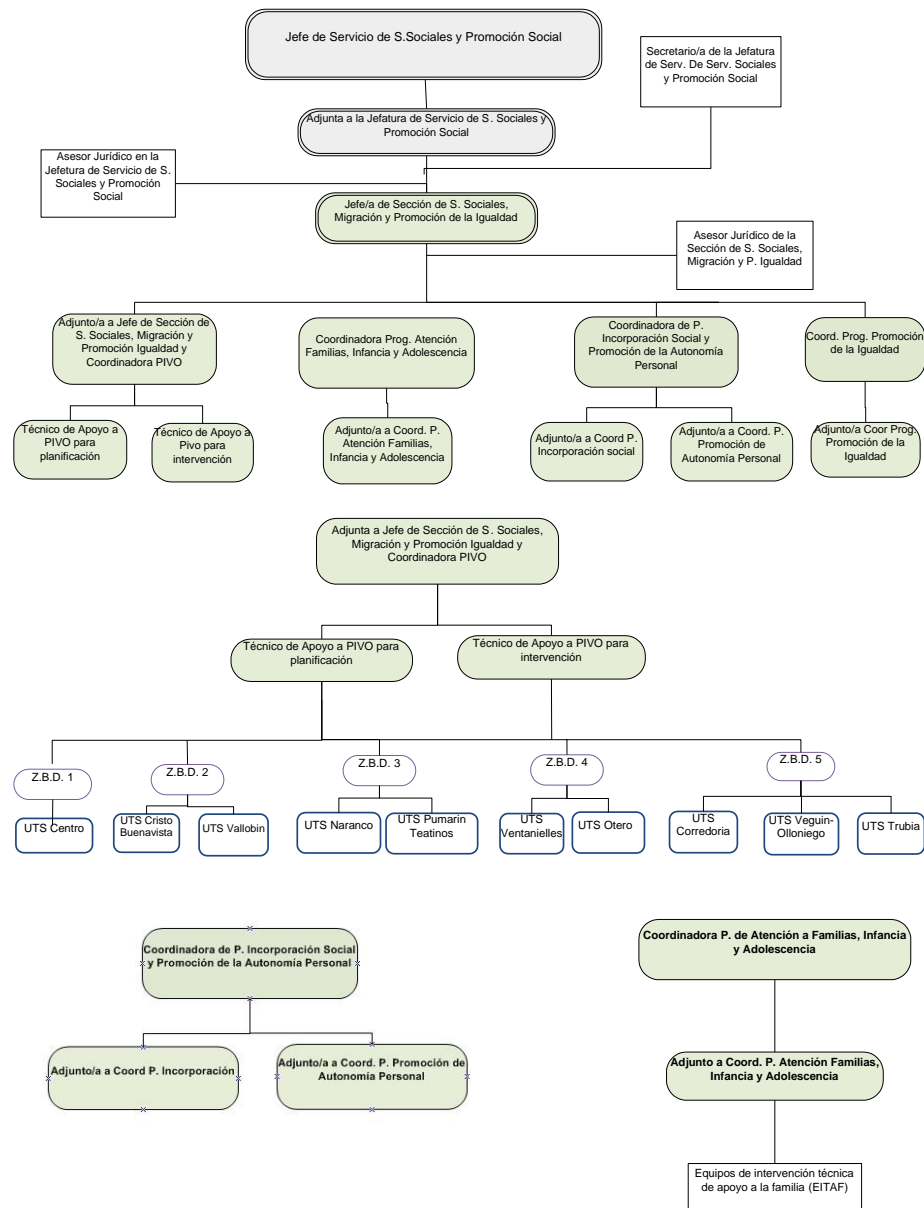 Jefe de Servicio de S.Sociales y Promoción Social
Secretario/a de la Jefatura
de Serv. De Serv. Sociales
y Promoción Social
Adjunta a la Jefatura de Servicio de S. Sociales y
Promoción Social
Asesor Jurídico en la
Jefetura de Servicio de S.
Sociales y Promoción
Social
Jefe/a de Sección de S. Sociales,
Migración y Promoción de la Igualdad
Asesor Jurídico de la
Sección de S. Sociales,
Migración y P. Igualdad
Adjunto/a a Jefe de Sección de
S. Sociales, Migración y
Promoción Igualdad y
Coordinadora PIVO
Coordinadora Prog. Atención
Familias, Infancia y Adolescencia
Coordinadora de P.
Incorporación Social y
Promoción de la Autonomía
Personal
Coord. Prog. Promoción
de la Igualdad
Técnico de Apoyo a
PIVO para
planificación
Técnico de Apoyo a
Pivo para
intervención
Adjunto/a a Coord. P.
Atención Familias,
Infancia y Adolescencia
Adjunto/a a Coord P.
Incorporación social
Adjunto/a a Coord. P.
Promoción de
Autonomía Personal
Adjunto/a Coor Prog.
Promoción de la
Igualdad
Adjunta a Jefe de Sección de S. Sociales,
Migración y Promoción Igualdad y
Coordinadora PIVO
Técnico de Apoyo a PIVO para
planificación
Técnico de Apoyo a PIVO para
intervención
Z.B.D. 1
Z.B.D. 2
Z.B.D. 3
Z.B.D. 4
Z.B.D. 5
UTS Centro
UTS Cristo
Buenavista
UTS Vallobin
UTS Naranco
UTS Pumarin
Teatinos
UTS
Ventanielles
UTS Otero
UTS
Corredoria
UTS Veguin-
Olloniego
UTS Trubia
Coordinadora de P. Incorporación Social
y Promoción de la Autonomía Personal
Adjunto/a a Coord P. Incorporación
Adjunto/a a Coord. P. Promoción de
Autonomía Personal
Coordinadora P. de Atención a Familias, Infancia
y Adolescencia
Adjunto a Coord. P. Atención Familias,
Infancia y Adolescencia
Equipos de intervención técnica
de apoyo a la familia (EITAF)